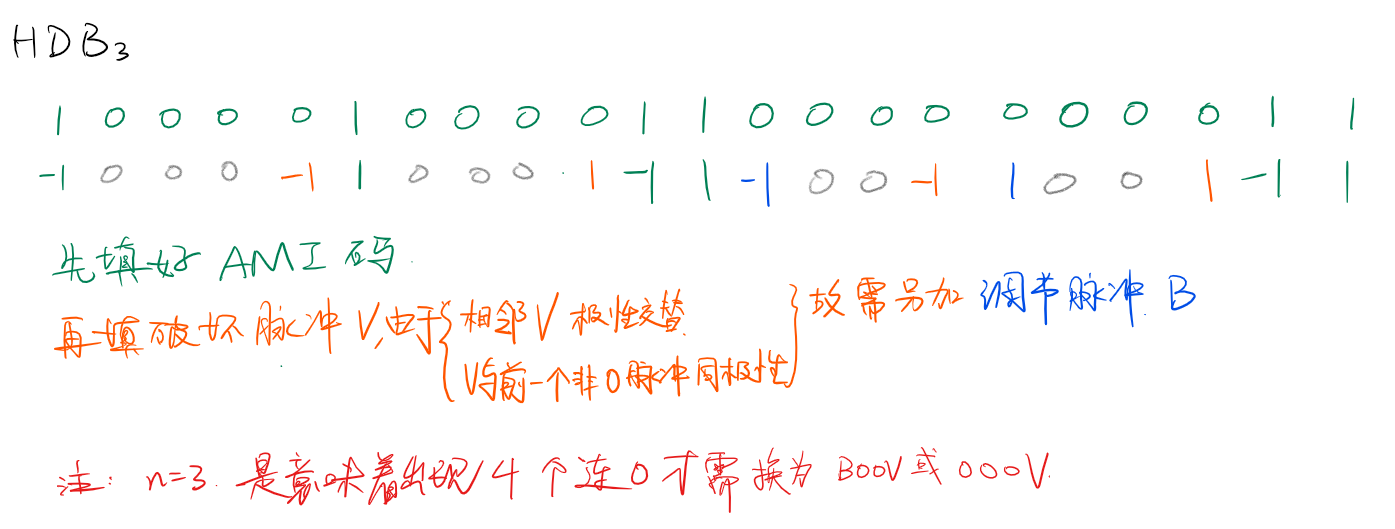 HDB₃
1 0 0 0 0 1 0 0 0 0 1 1 0 0 0 0 0 0 0 0 1 1
-1 0 0 0 -1 1 0 0 0 1 -1 1 -1 0 0 -1 1 0 0 1 -1 1
先填好 AMI 码.
再填破坏脉冲 V,由于{相邻 V 极性交替
V与前一个非0脉冲同极性} 故需另加 调节脉冲 B
注: n=3. 是意味着出现 4 个连 0 才需换为 B00V 或 000V.